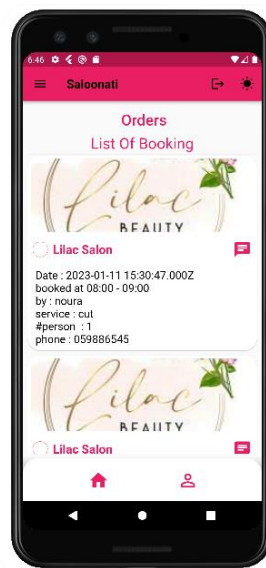 6:46
Saloonati
Orders
List Of Booking
Lilac
BEAUTY
Lilac Salon
Date : 2023-01-11 15:30:47.000Z
booked at 08:00 - 09:00
by : noura
service : cut
#person : 1
phone : 059886545
Lilac
BEAUTY
Lilac Salon